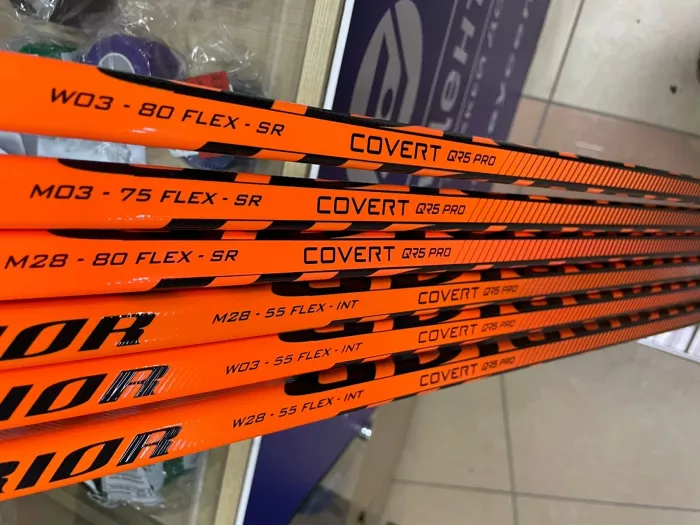 W03 - 80 FLEX - SR COVERT QR5 PRO
M03 - 75 FLEX - SR COVERT QR5 PRO
M28 - 80 FLEX - SR COVERT QR5 PRO
M28 - 55 FLEX - INT COVERT QR5 PRO
W03 - 55 FLEX - INT COVERT QR5 PRO
W28 - 55 FLEX - INT COVERT QR5 PRO